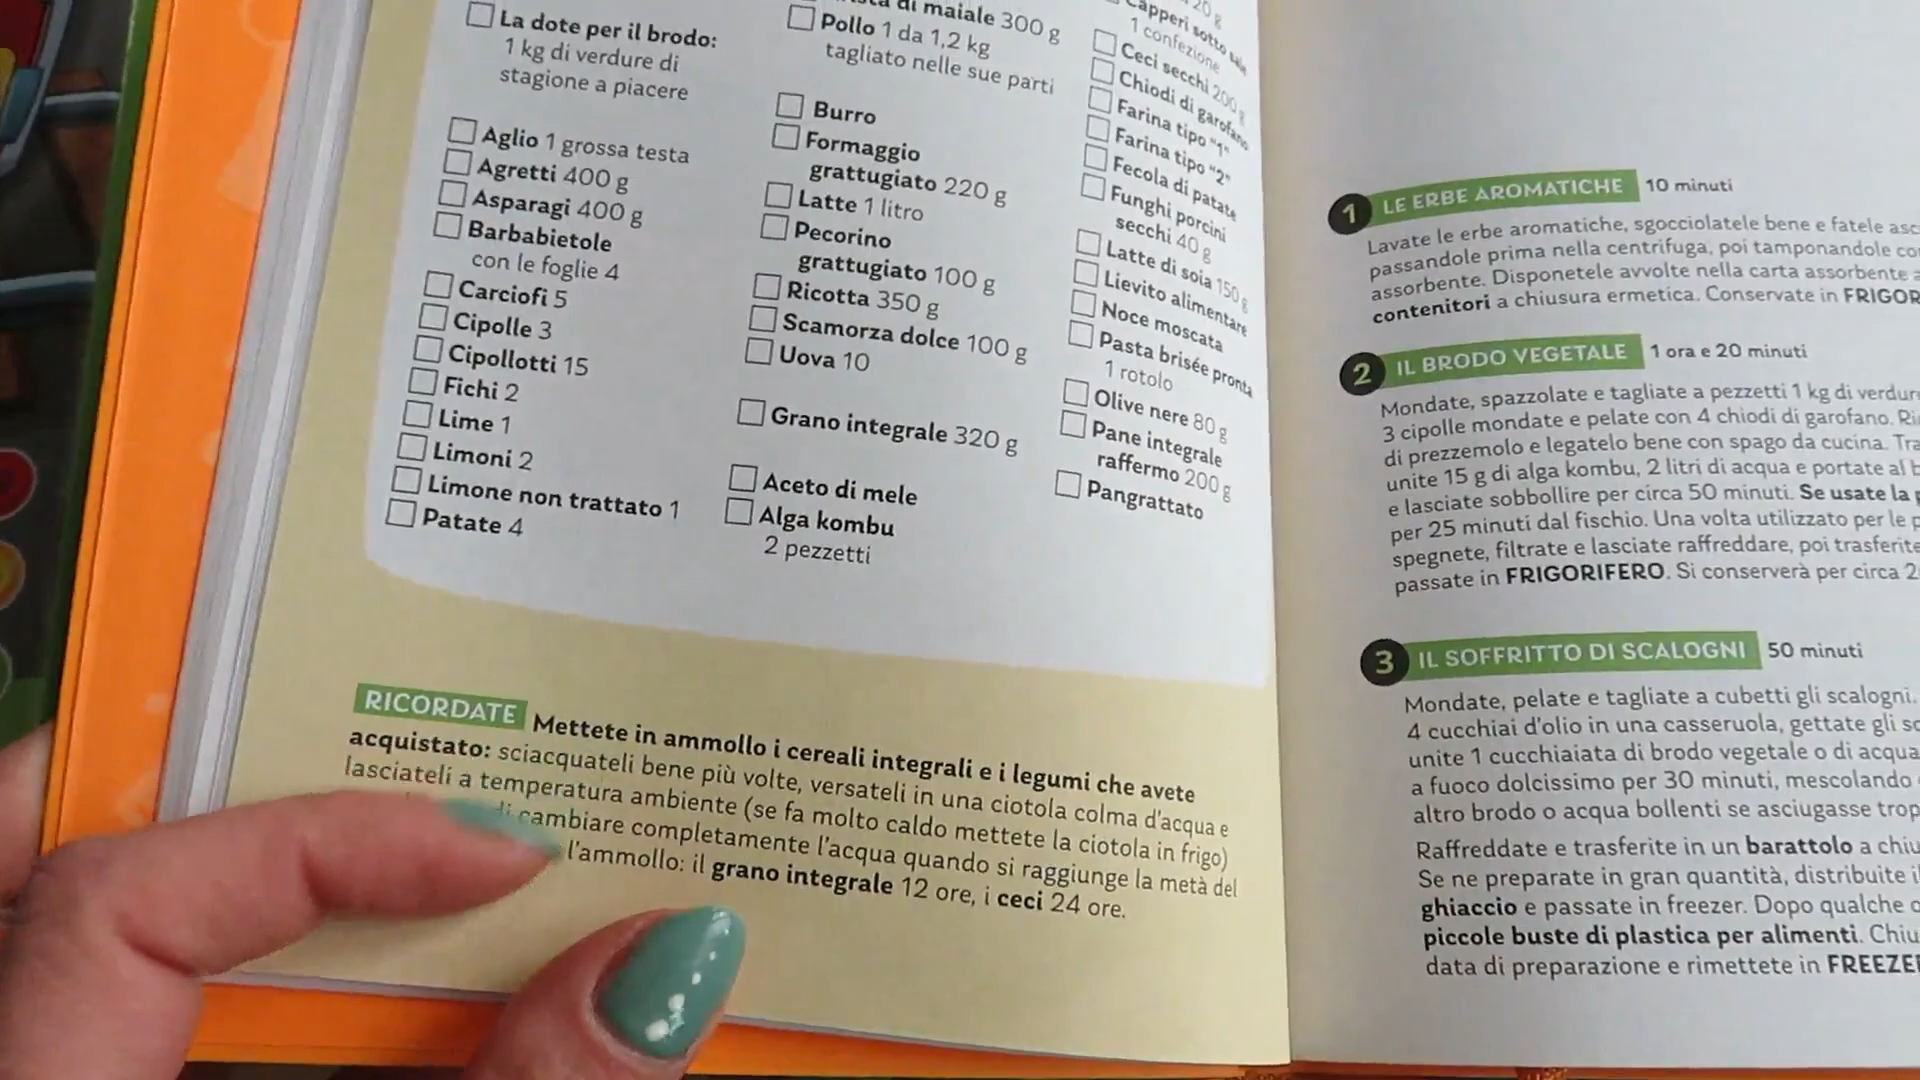 La dote per il brodo:
1 kg di verdure di
stagione a piacere
Aglio 1 grossa testa
Agretti 400 g
Asparagi 400 g
Barbabietole
con le foglie 4
Carciofi 5
Cipolle 3
Cipollotti 15
Fichi 2
Lime 1
Limoni 2
Limone non trattato 1
Patate 4
di maiale 300 g
Pollo 1 da 1,2 kg
tagliato nelle sue parti
Burro
Formaggio
grattugiato 220 g
Latte 1 litro
Pecorino
grattugiato 100 g
Ricotta 350 g
Scamorza dolce 100 g
Uova 10
Grano integrale 320 g
Aceto di mele
Alga kombu
2 pezzetti
20 g
Capperi sotto sale
1 confezione
Ceci secchi 200 g
Chiodi di garofano
Farina tipo "1"
Farina tipo "2"
Fecola di patate
Funghi porcini
secchi 40 g
Latte di soia 150 g
Lievito alimentare
Noce moscata
Pasta brisée pronta
1 rotolo
Olive nere 80 g
Pane integrale
raffermo 200 g
Pangrattato
RICORDATE Mettete in ammollo i cereali integrali e i legumi che avete
acquistato: sciacquateli bene più volte, versateli in una ciotola colma d'acqua e
lasciateli a temperatura ambiente (se fa molto caldo mettete la ciotola in frigo)
di cambiare completamente l'acqua quando si raggiunge la metà del
l'ammollo: il grano integrale 12 ore, i ceci 24 ore.
1 LE ERBE AROMATICHE 10 minuti
Lavate le erbe aromatiche, sgocciolatele bene e fatele
passandole prima nella centrifuga, poi tamponandole
assorbente. Disponetele avvolte nella carta assorbente
contenitori a chiusura ermetica. Conservate in
2 IL BRODO VEGETALE 1 ora e 20 minuti
Mondate, spazzolate e tagliate a pezzetti 1 kg di
3 cipolle mondate e pelate con 4 chiodi di garofano.
di prezzemolo e legatelo bene con spago da cucina.
unite 15 g di alga kombu, 2 litri di acqua e portate al
e lasciate sobbollire per circa 50 minuti. Se usate la
per 25 minuti dal fischio. Una volta utilizzato per le
spegnete, filtrate e lasciate raffreddare, poi
passate in FRIGORIFERO. Si conserverà per circa
3 IL SOFFRITTO DI SCALOGNI 50 minuti
Mondate, pelate e tagliate a cubetti gli scalogni.
4 cucchiai d'olio in una casseruola, gettate gli
unite 1 cucchiaiata di brodo vegetale o di acqua
a fuoco dolcissimo per 30 minuti, mescolando
altro brodo o acqua bollenti se asciugasse
Raffreddate e trasferite in un barattolo a
Se ne preparate in gran quantità, distribuite
ghiaccio e passate in freezer. Dopo qualche
piccole buste di plastica per alimenti.
data di preparazione e rimettete in